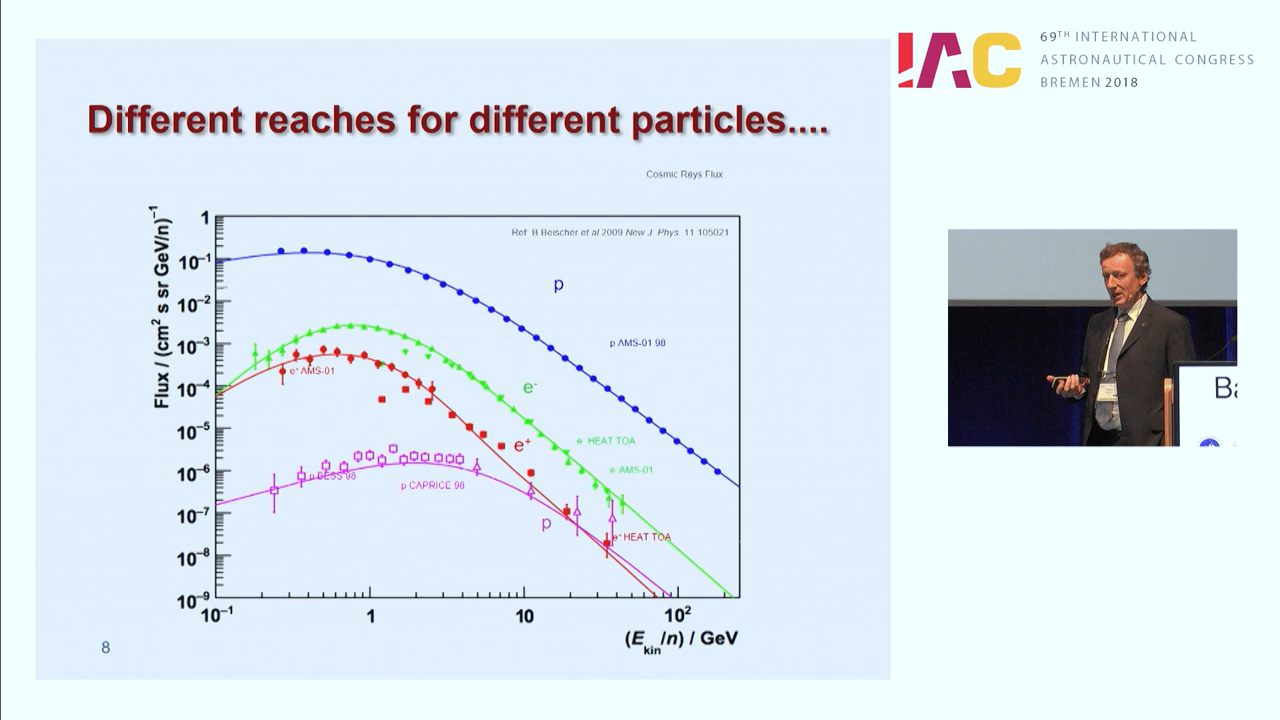 IAC
69TH INTERNATIONAL
ASTRONAUTICAL CONGRESS
BREMEN 2018
Different reaches for different particles....
Cosmic Rays Flux
Ref: B Beischer et al 2009 New J. Phys. 11 105021
Flux / (cm² s sr GeV/n)⁻¹
1
10⁻¹
10⁻²
10⁻³
10⁻⁴
10⁻⁵
10⁻⁶
10⁻⁷
10⁻⁸
10⁻⁹
p
p AMS-01 98
e⁺ AMS-01
e⁻
e⁻ HEAT TOA
e⁺
e⁻ AMS-01
p BESS 98
p CAPRICE 98
p
e⁺ HEAT TOA
10⁻¹
1
10
10²
(Ekin/n) / GeV
8
Ba